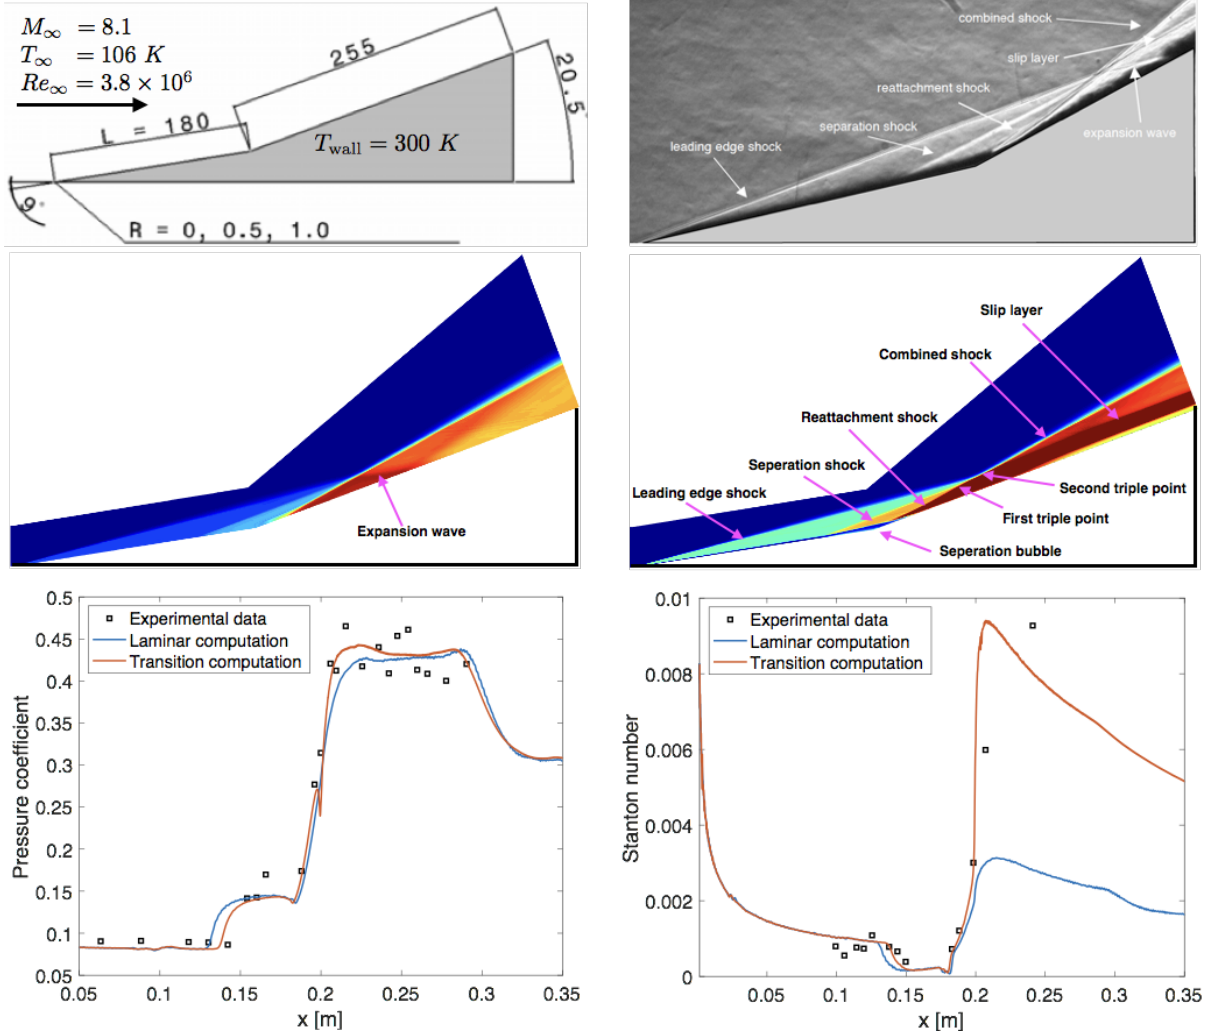 M∞ = 8.1
T∞ = 106 K
Re∞ = 3.8 × 10⁶
255
20.5°
L = 180
T_wall = 300 K
9°
R = 0, 0.5, 1.0
combined shock
slip layer
reattachment shock
separation shock
expansion wave
leading edge shock
Expansion wave
Slip layer
Combined shock
Reattachment shock
Seperation shock
Leading edge shock
Second triple point
First triple point
Seperation bubble
0.5
0.45
0.4
0.35
0.3
0.25
0.2
0.15
0.1
0.05
Pressure coefficient
Experimental data
Laminar computation
Transition computation
0.05 0.1 0.15 0.2 0.25 0.3 0.35
x [m]
0.01
0.008
0.006
0.004
0.002
0
Stanton number
Experimental data
Laminar computation
Transition computation
0.05 0.1 0.15 0.2 0.25 0.3 0.35
x [m]